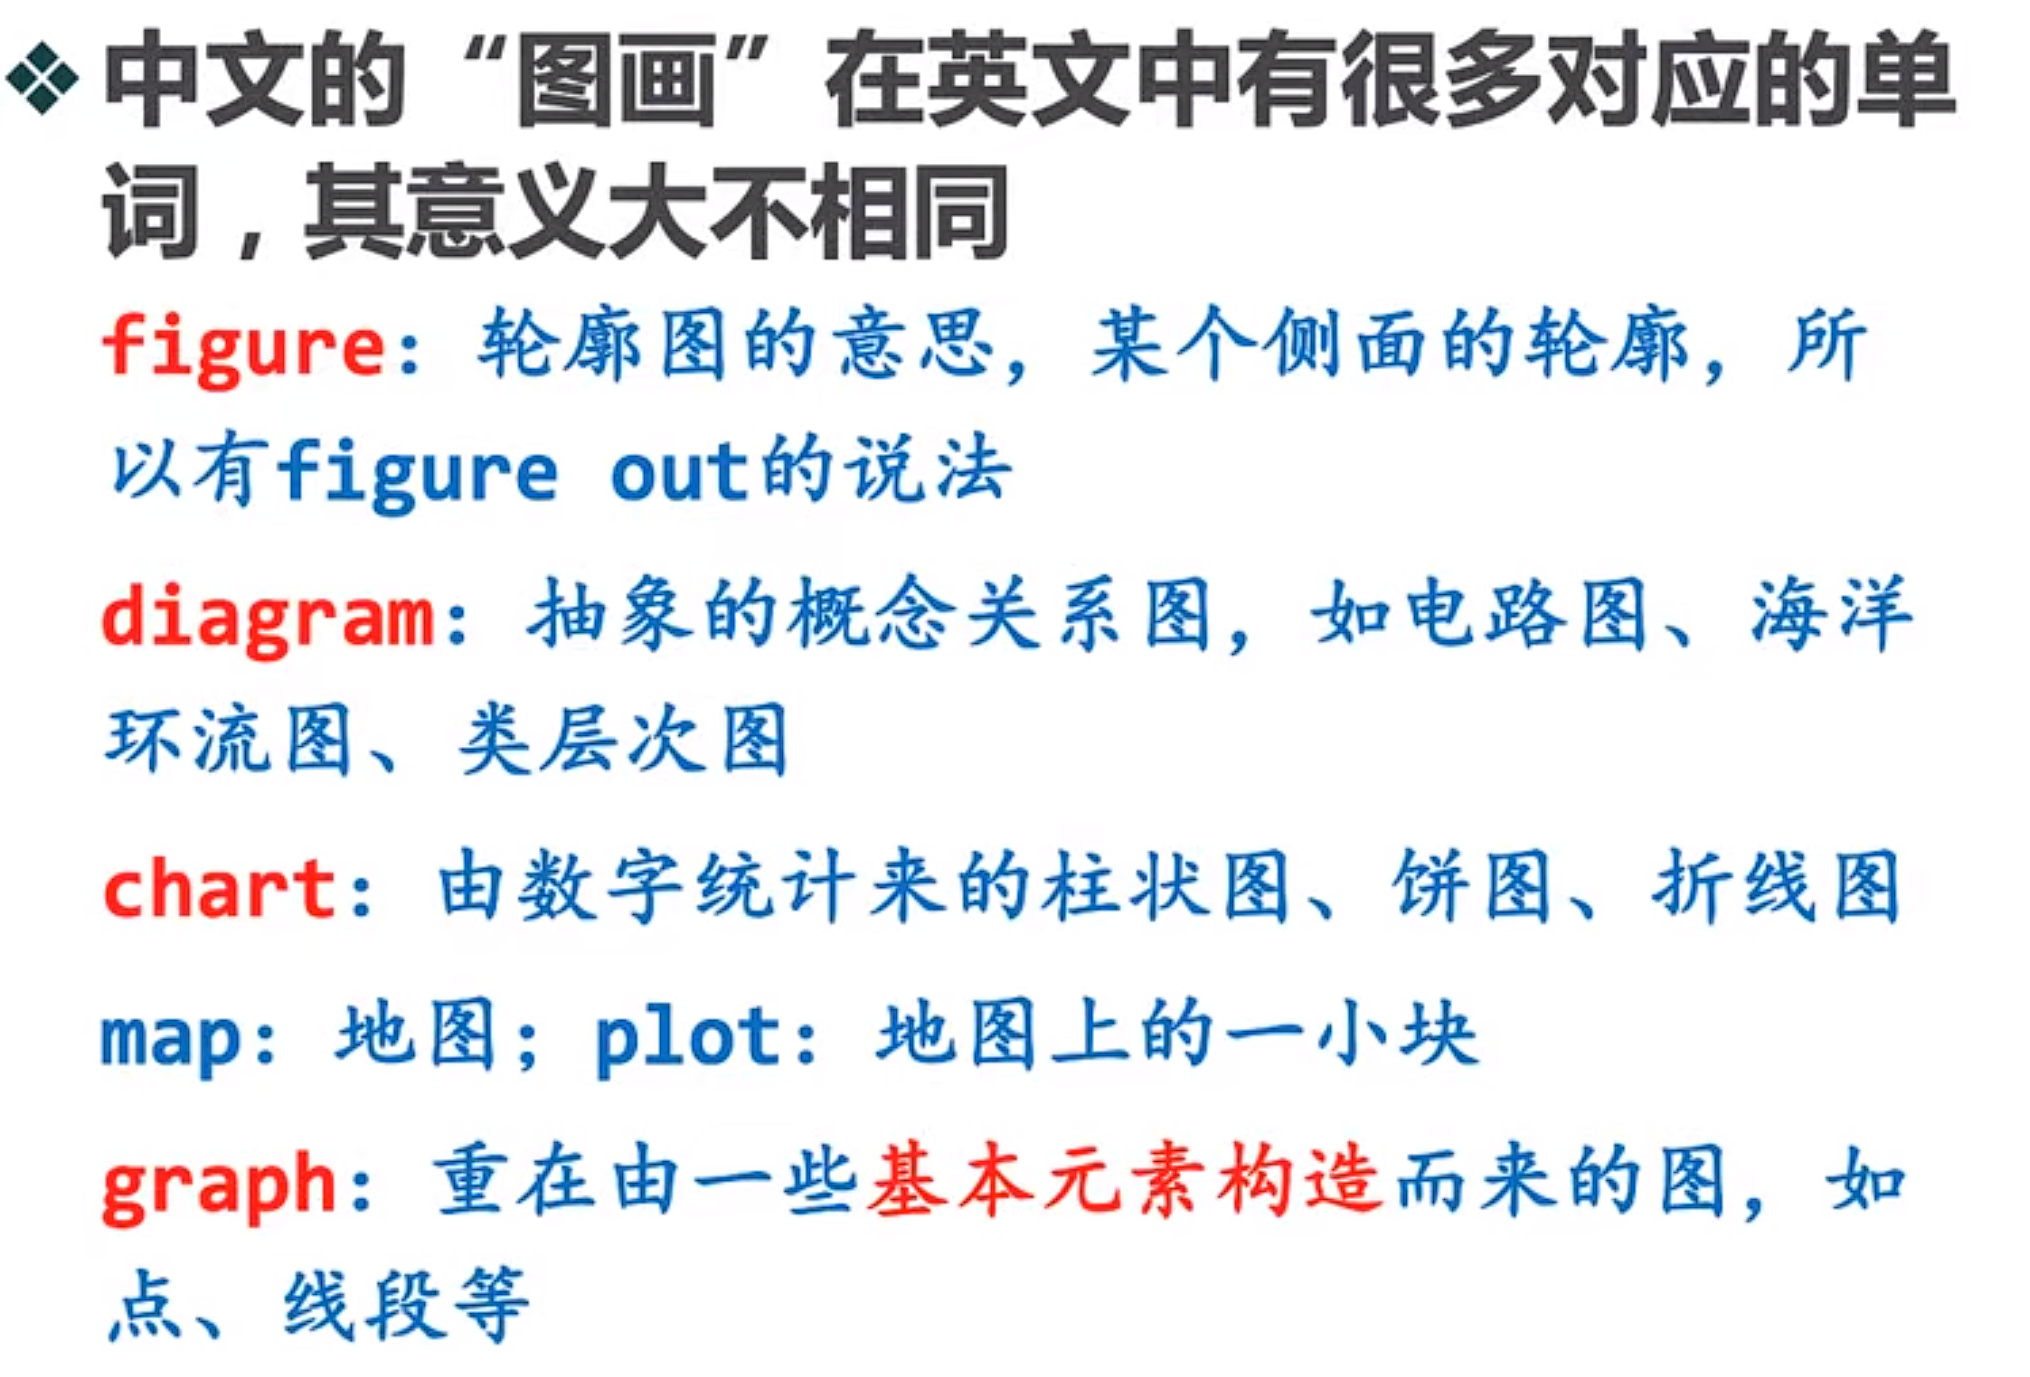 中文的“图画”在英文中有很多对应的单
词，其意义大不相同
figure: 轮廓图的意思，某个侧面的轮廓，所
以有figure out的说法
diagram: 抽象的概念关系图，如电路图、海洋
环流图、类层次图
chart: 由数字统计来的柱状图、饼图、折线图
map: 地图；plot: 地图上的一小块
graph: 重在由一些基本元素构造而来的图，如
点、线段等